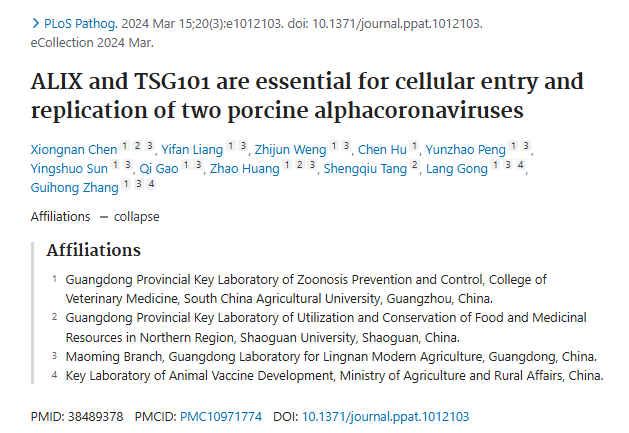 PLoS Pathog. 2024 Mar 15;20(3):e1012103. doi: 10.1371/journal.ppat.1012103.
eCollection 2024 Mar.
ALIX and TSG101 are essential for cellular entry and
replication of two porcine alphacoronaviruses
Xiongnan Chen 1 2 3, Yifan Liang 1 3, Zhijun Weng 1 3, Chen Hu 1, Yunzhao Peng 1 3,
Yingshuo Sun 1 3, Qi Gao 1 3, Zhao Huang 1 2 3, Shengqiu Tang 2, Lang Gong 1 3 4,
Guihong Zhang 1 3 4
Affiliations — collapse
Affiliations
1 Guangdong Provincial Key Laboratory of Zoonosis Prevention and Control, College of
Veterinary Medicine, South China Agricultural University, Guangzhou, China.
2 Guangdong Provincial Key Laboratory of Utilization and Conservation of Food and Medicinal
Resources in Northern Region, Shaoguan University, Shaoguan, China.
3 Maoming Branch, Guangdong Laboratory for Lingnan Modern Agriculture, Guangdong, China.
4 Key Laboratory of Animal Vaccine Development, Ministry of Agriculture and Rural Affairs, China.
PMID: 38489378 PMCID: PMC10971774 DOI: 10.1371/journal.ppat.1012103